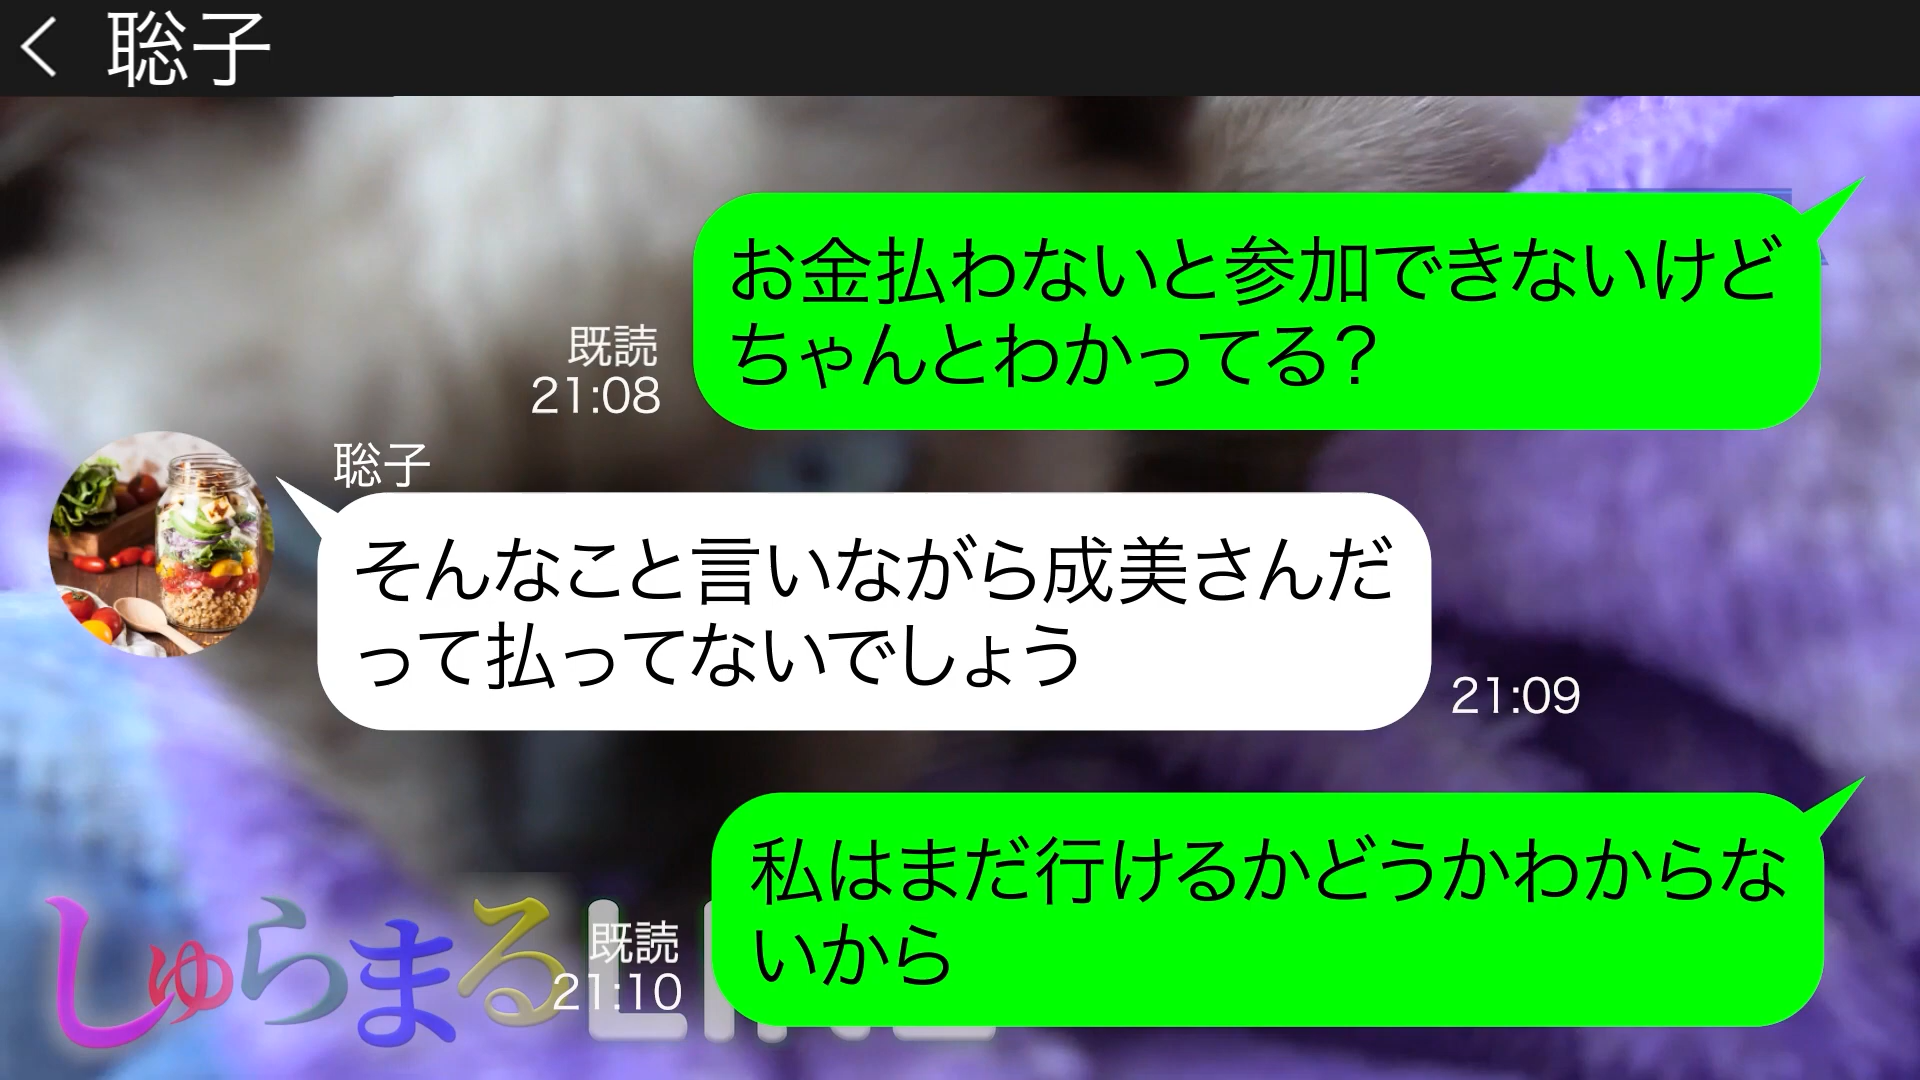 聡子
お金払わないと参加できないけど
ちゃんとわかってる？
既読
21:08
聡子
そんなこと言いながら成美さんだ
って払ってないでしょう
21:09
私はまだ行けるかどうかわからな
いから
既読
21:10
しゅらまる